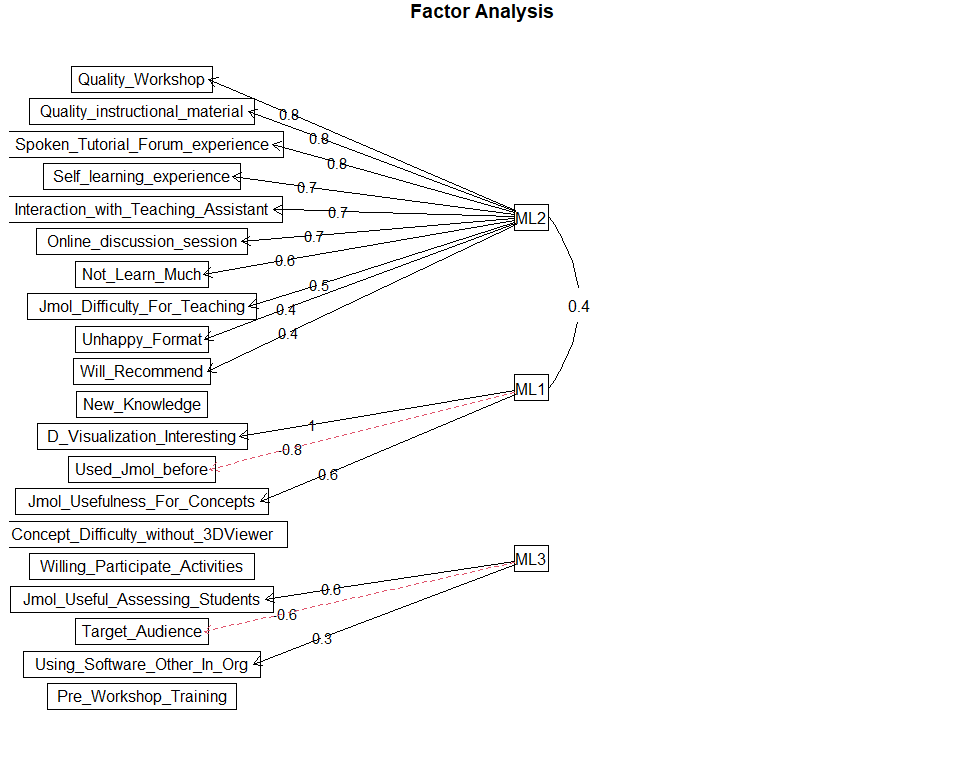 Factor Analysis
Quality_Workshop
0.8
Quality_instructional_material
0.8
Spoken_Tutorial_Forum_experience
0.8
Self_learning_experience
0.7
Interaction_with_Teaching_Assistant
0.7
ML2
Online_discussion_session
0.7
Not_Learn_Much
0.6
Jmol_Difficulty_For_Teaching
0.5
0.4
Unhappy_Format
0.4
0.4
Will_Recommend
ML1
New_Knowledge
D_Visualization_Interesting
1
-0.8
Used_Jmol_before
0.6
Jmol_Usefulness_For_Concepts
Concept_Difficulty_without_3DViewer
ML3
Willing_Participate_Activities
Jmol_Useful_Assessing_Students
0.6
-0.6
Target_Audience
0.3
Using_Software_Other_In_Org
Pre_Workshop_Training